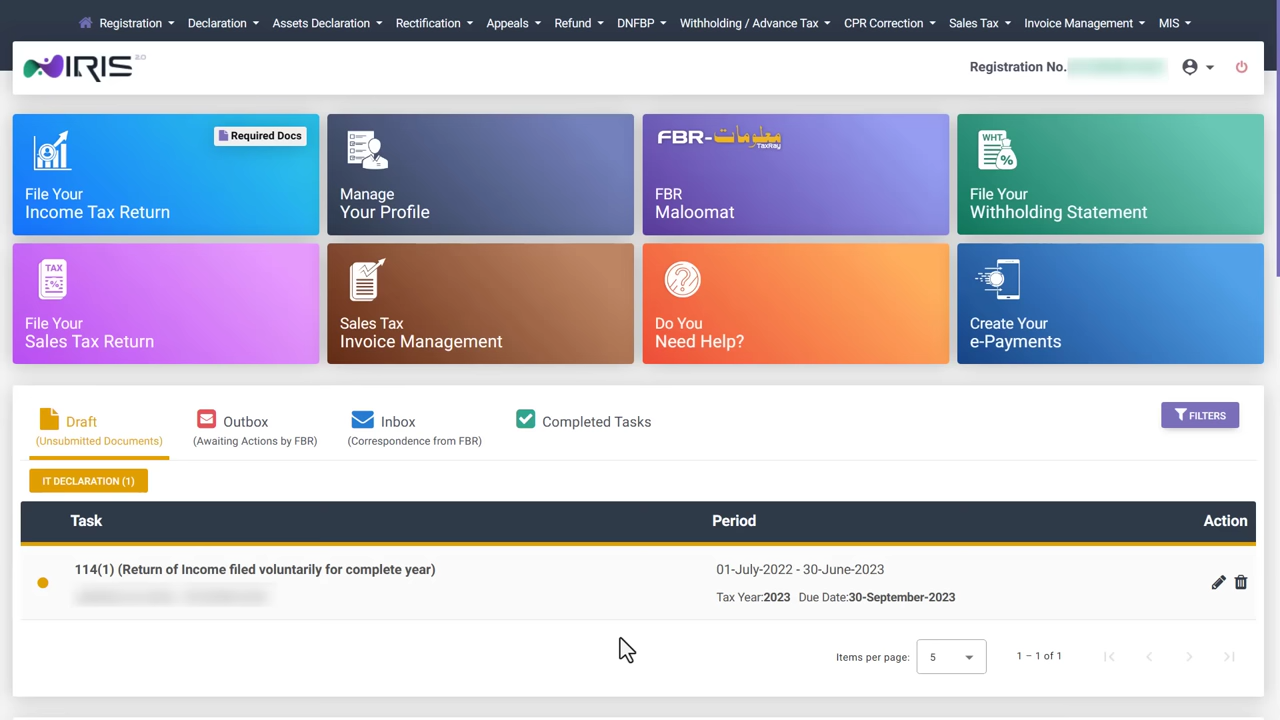 Registration Declaration Assets Declaration Rectification Appeals Refund DNFBP Withholding / Advance Tax CPR Correction Sales Tax Invoice Management MIS
IRIS 2.0
Registration No.
Required Docs
File Your
Income Tax Return
Manage
Your Profile
FBR-معلومات
TaxRay
FBR
Maloomat
WHT
%
File Your
Withholding Statement
TAX
%
File Your
Sales Tax Return
Sales Tax
Invoice Management
?
Do You
Need Help?
Create Your
e-Payments
Draft
(Unsubmitted Documents)
Outbox
(Awaiting Actions by FBR)
Inbox
(Correspondence from FBR)
Completed Tasks
FILTERS
IT DECLARATION (1)
Task Period Action
114(1) (Return of Income filed voluntarily for complete year)
01-July-2022 - 30-June-2023
Tax Year:2023 Due Date:30-September-2023
Items per page: 5 1 – 1 of 1